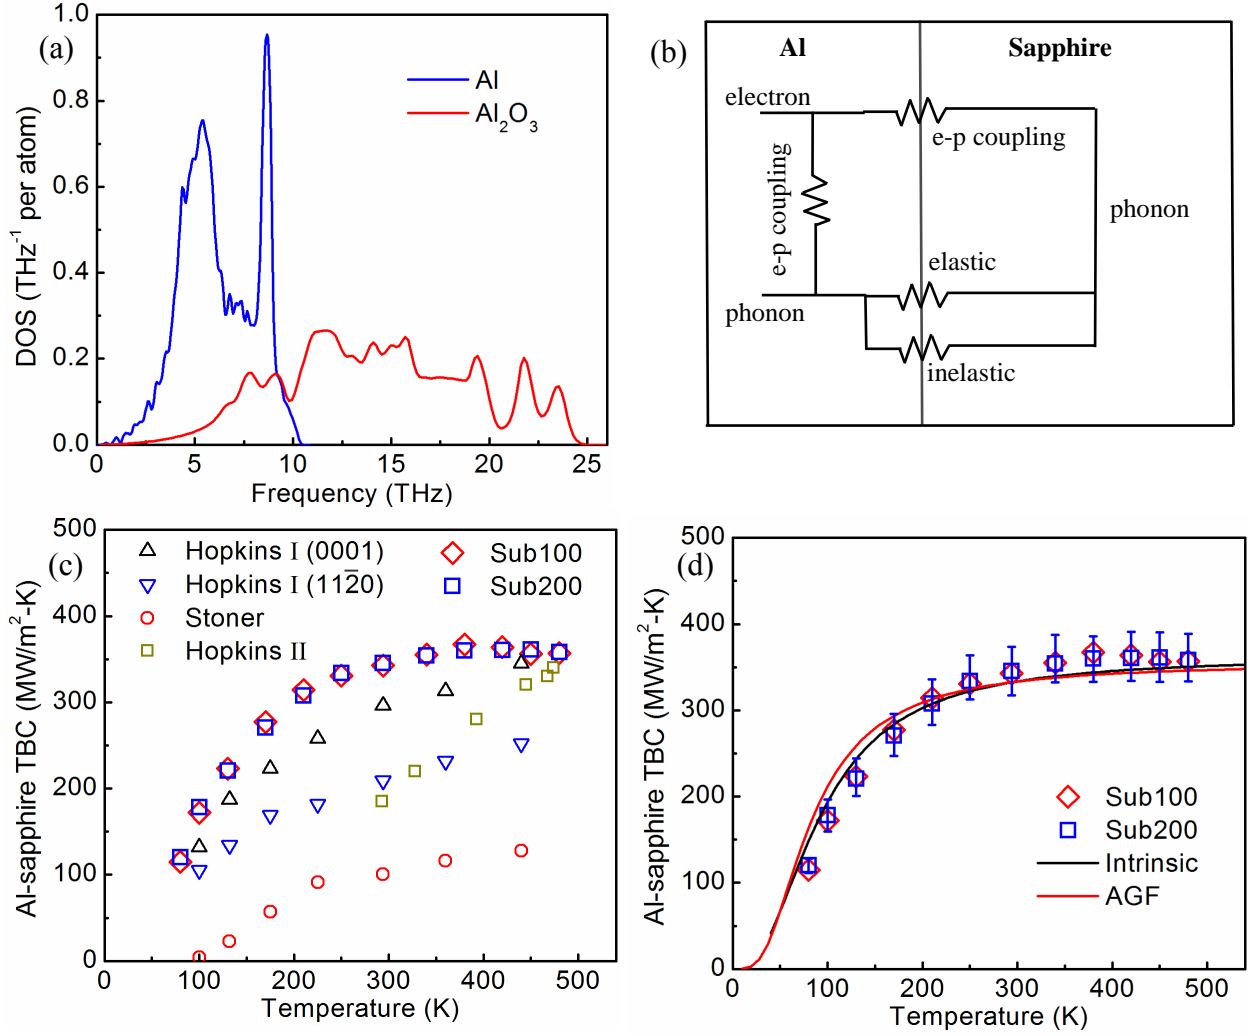 (a)
1.0
0.8
0.6
0.4
0.2
0.0
DOS (THz⁻¹ per atom)
Al
Al₂O₃
0 5 10 15 20 25
Frequency (THz)
(b)
Al Sapphire
electron
e-p coupling
e-p coupling
phonon
elastic
phonon
inelastic
(c)
500
400
300
200
100
0
Al-sapphire TBC (MW/m²-K)
Hopkins I (0001)
Hopkins I (112̅0)
Stoner
Hopkins II
Sub100
Sub200
0 100 200 300 400 500
Temperature (K)
(d)
500
400
300
200
100
0
Al-sapphire TBC (MW/m²-K)
Sub100
Sub200
Intrinsic
AGF
0 100 200 300 400 500
Temperature (K)